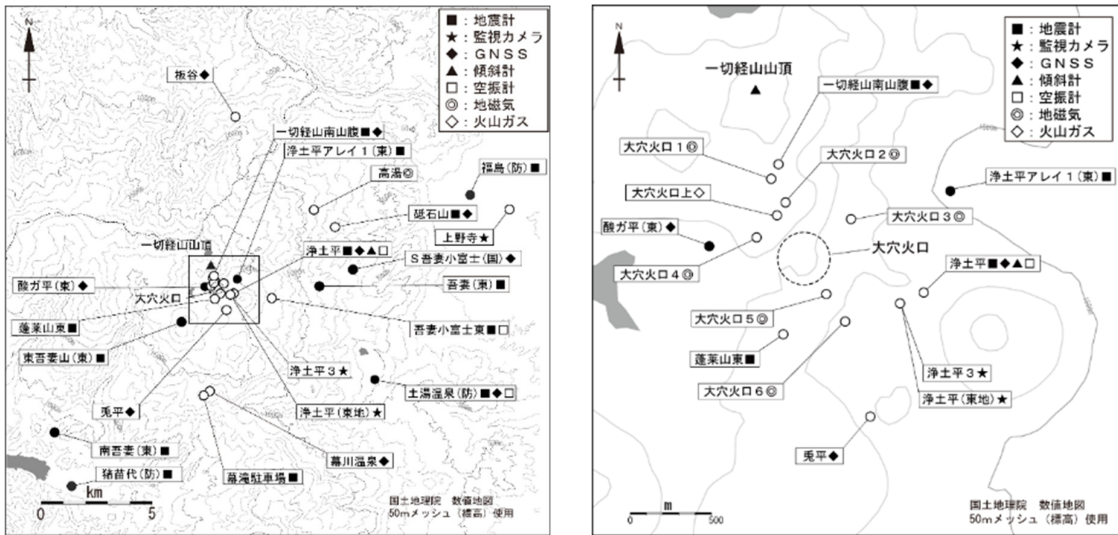 N
■：地震計
★：監視カメラ
◆：ＧＮＳＳ
▲：傾斜計
□：空振計
◎：地磁気
◇：火山ガス
板谷◆
一切経山南山腹■◆
浄土平アレイ１(東)■
福島(防)■
高湯◎
砥石山■◆
上野寺★
一切経山山頂
浄土平■◆▲□
Ｓ吾妻小富士(国)◆
酸ガ平(東)◆
大穴火口
吾妻(東)■
蓬莱山東■
吾妻小富士東■□
東吾妻山(東)■
浄土平３★
土湯温泉(防)■◆□
兎平◆
浄土平(東地)★
南吾妻(東)■
幕川温泉◆
猪苗代(防)■
幕滝駐車場■
km
0 5
国土地理院 数値地図
50mメッシュ(標高)使用
N
■：地震計
★：監視カメラ
◆：ＧＮＳＳ
▲：傾斜計
□：空振計
◎：地磁気
◇：火山ガス
一切経山山頂
一切経山南山腹■◆
大穴火口１◎
大穴火口２◎
浄土平アレイ１(東)■
大穴火口上◇
大穴火口３◎
酸ガ平(東)◆
大穴火口
大穴火口４◎
浄土平■◆▲□
大穴火口５◎
蓬莱山東■
浄土平３★
大穴火口６◎
浄土平(東地)★
兎平◆
m
0 500
国土地理院 数値地図
50mメッシュ(標高)使用